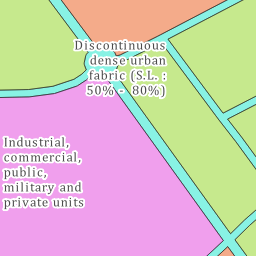 Discontinuous
dense urban
fabric (S.L. :
50% - 80%)
Industrial,
commercial,
public,
military and
private units